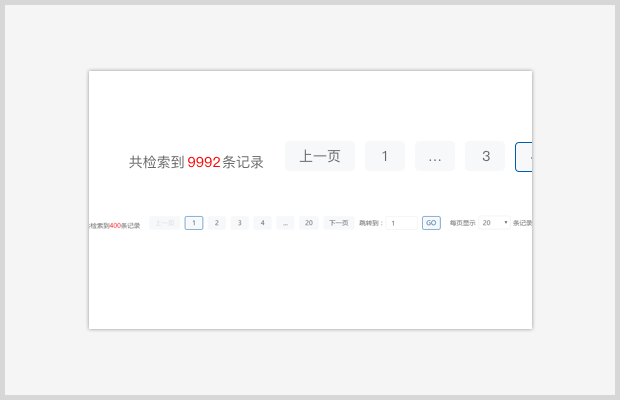 共检索到 9992 条记录 上一页 1 ... 3
检索到400条记录 上一页 1 2 3 4 ... 20 下一页 跳转到： 1 GO 每页显示 20 条记录